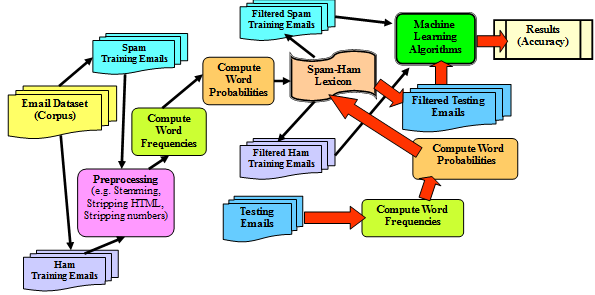 Filtered Spam
Training Emails
Machine
Learning
Algorithms
Results
(Accuracy)
Spam
Training Emails
Compute
Word
Probabilities
Spam-Ham
Lexicon
Email Dataset
(Corpus)
Compute
Word
Frequencies
Filtered Testing
Emails
Filtered Ham
Training Emails
Compute Word
Probabilities
Preprocessing
(e.g. Stemming,
Stripping HTML,
Stripping numbers)
Testing
Emails
Compute Word
Frequencies
Ham
Training Emails